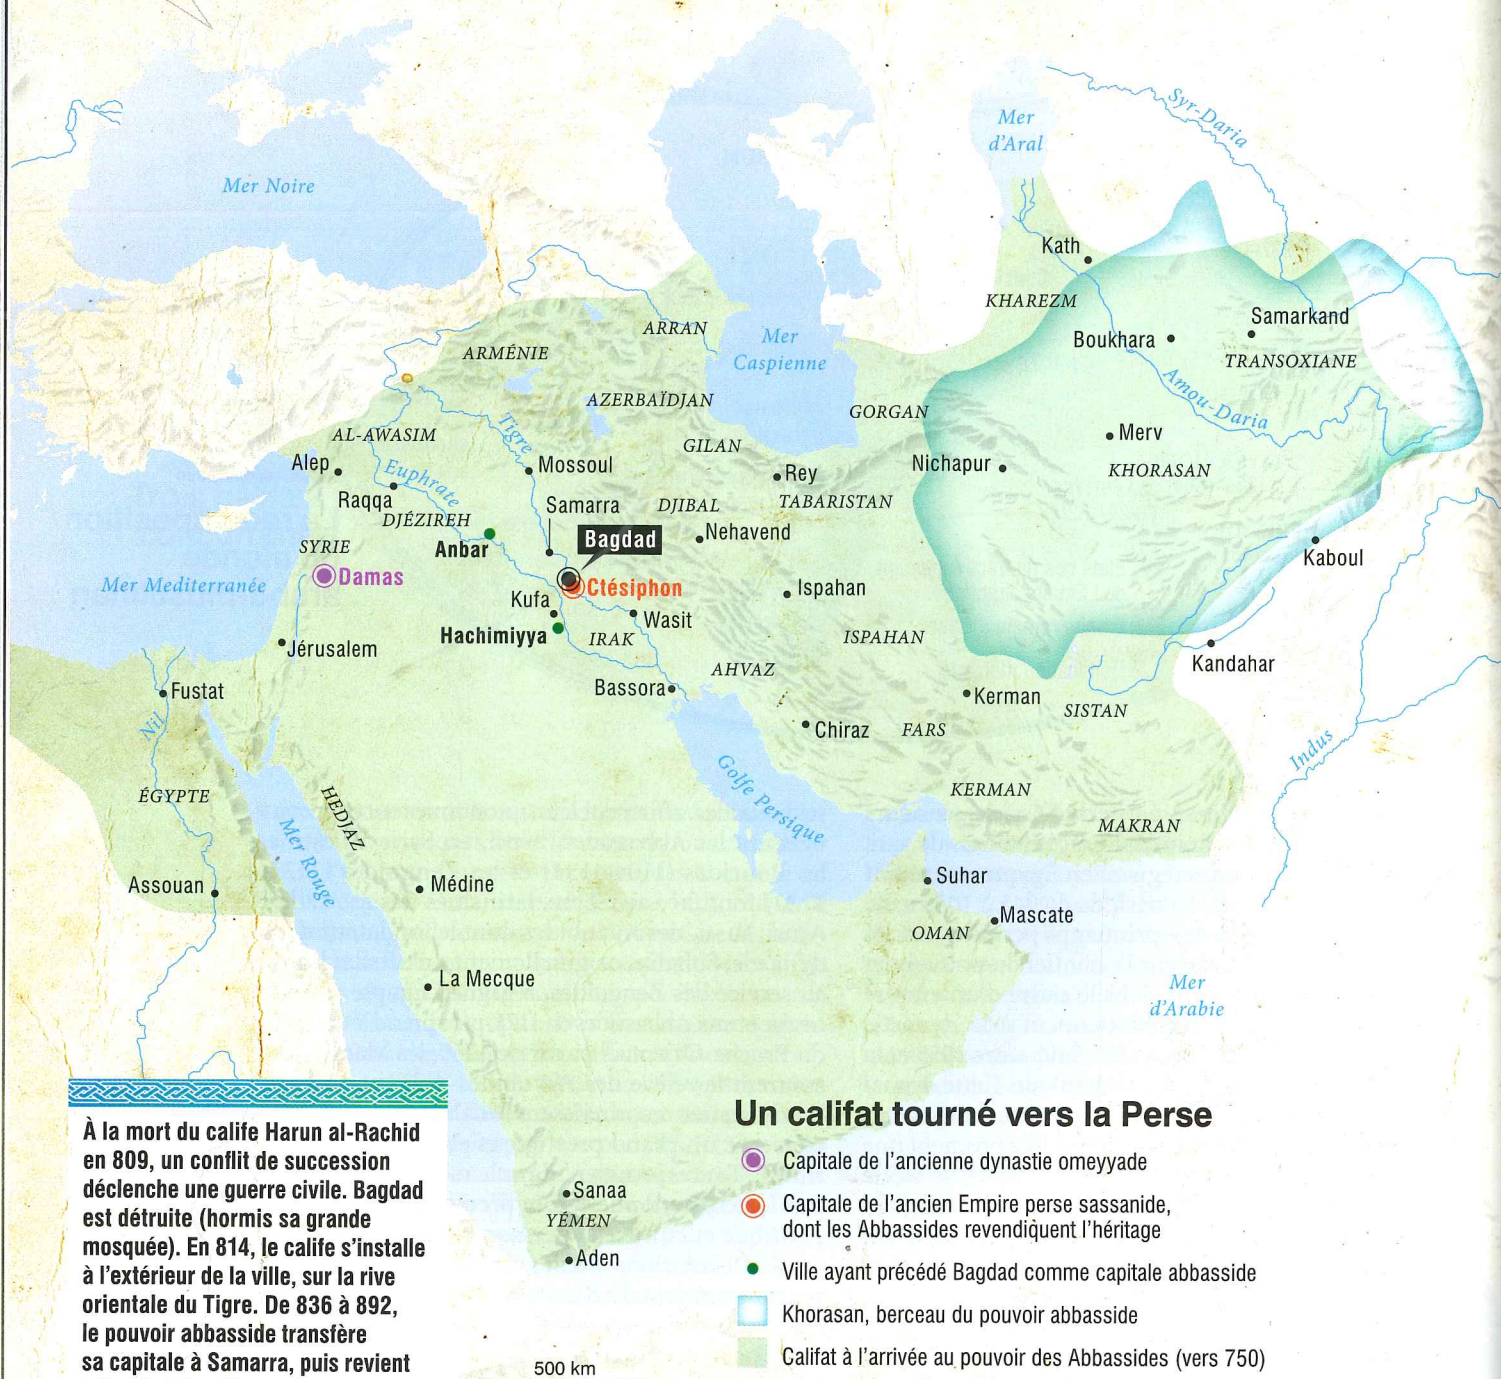 Mer Noire
Mer
d'Aral
Syr-Daria
Kath
KHAREZM
Samarkand
Boukhara
TRANSOXIANE
Amou-Daria
ARRAN
ARMÉNIE
Mer
Caspienne
AZERBAÏDJAN
GORGAN
GILAN
Merv
KHORASAN
Nichapur
AL-AWASIM
Tigre
Alep
Euphrate
Mossoul
Rey
TABARISTAN
Raqqa
DJÉZIREH
Samarra
DJIBAL
Nehavend
SYRIE
Anbar
Bagdad
Kaboul
Mer Mediterranée
Damas
Ctésiphon
Ispahan
Kufa
Wasit
Hachimiyya
IRAK
ISPAHAN
Jérusalem
AHVAZ
Kandahar
Fustat
Bassora
Kerman
SISTAN
Nil
Chiraz
FARS
Indus
Golfe Persique
ÉGYPTE
HEDJAZ
KERMAN
MAKRAN
Mer Rouge
Assouan
Médine
Suhar
Mascate
OMAN
La Mecque
Mer
d'Arabie
Sanaa
YÉMEN
Aden
À la mort du calife Harun al-Rachid
en 809, un conflit de succession
déclenche une guerre civile. Bagdad
est détruite (hormis sa grande
mosquée). En 814, le calife s'installe
à l'extérieur de la ville, sur la rive
orientale du Tigre. De 836 à 892,
le pouvoir abbasside transfère
sa capitale à Samarra, puis revient
500 km
Un califat tourné vers la Perse
Capitale de l'ancienne dynastie omeyyade
Capitale de l'ancien Empire perse sassanide,
dont les Abbassides revendiquent l'héritage
Ville ayant précédé Bagdad comme capitale abbasside
Khorasan, berceau du pouvoir abbasside
Califat à l'arrivée au pouvoir des Abbassides (vers 750)